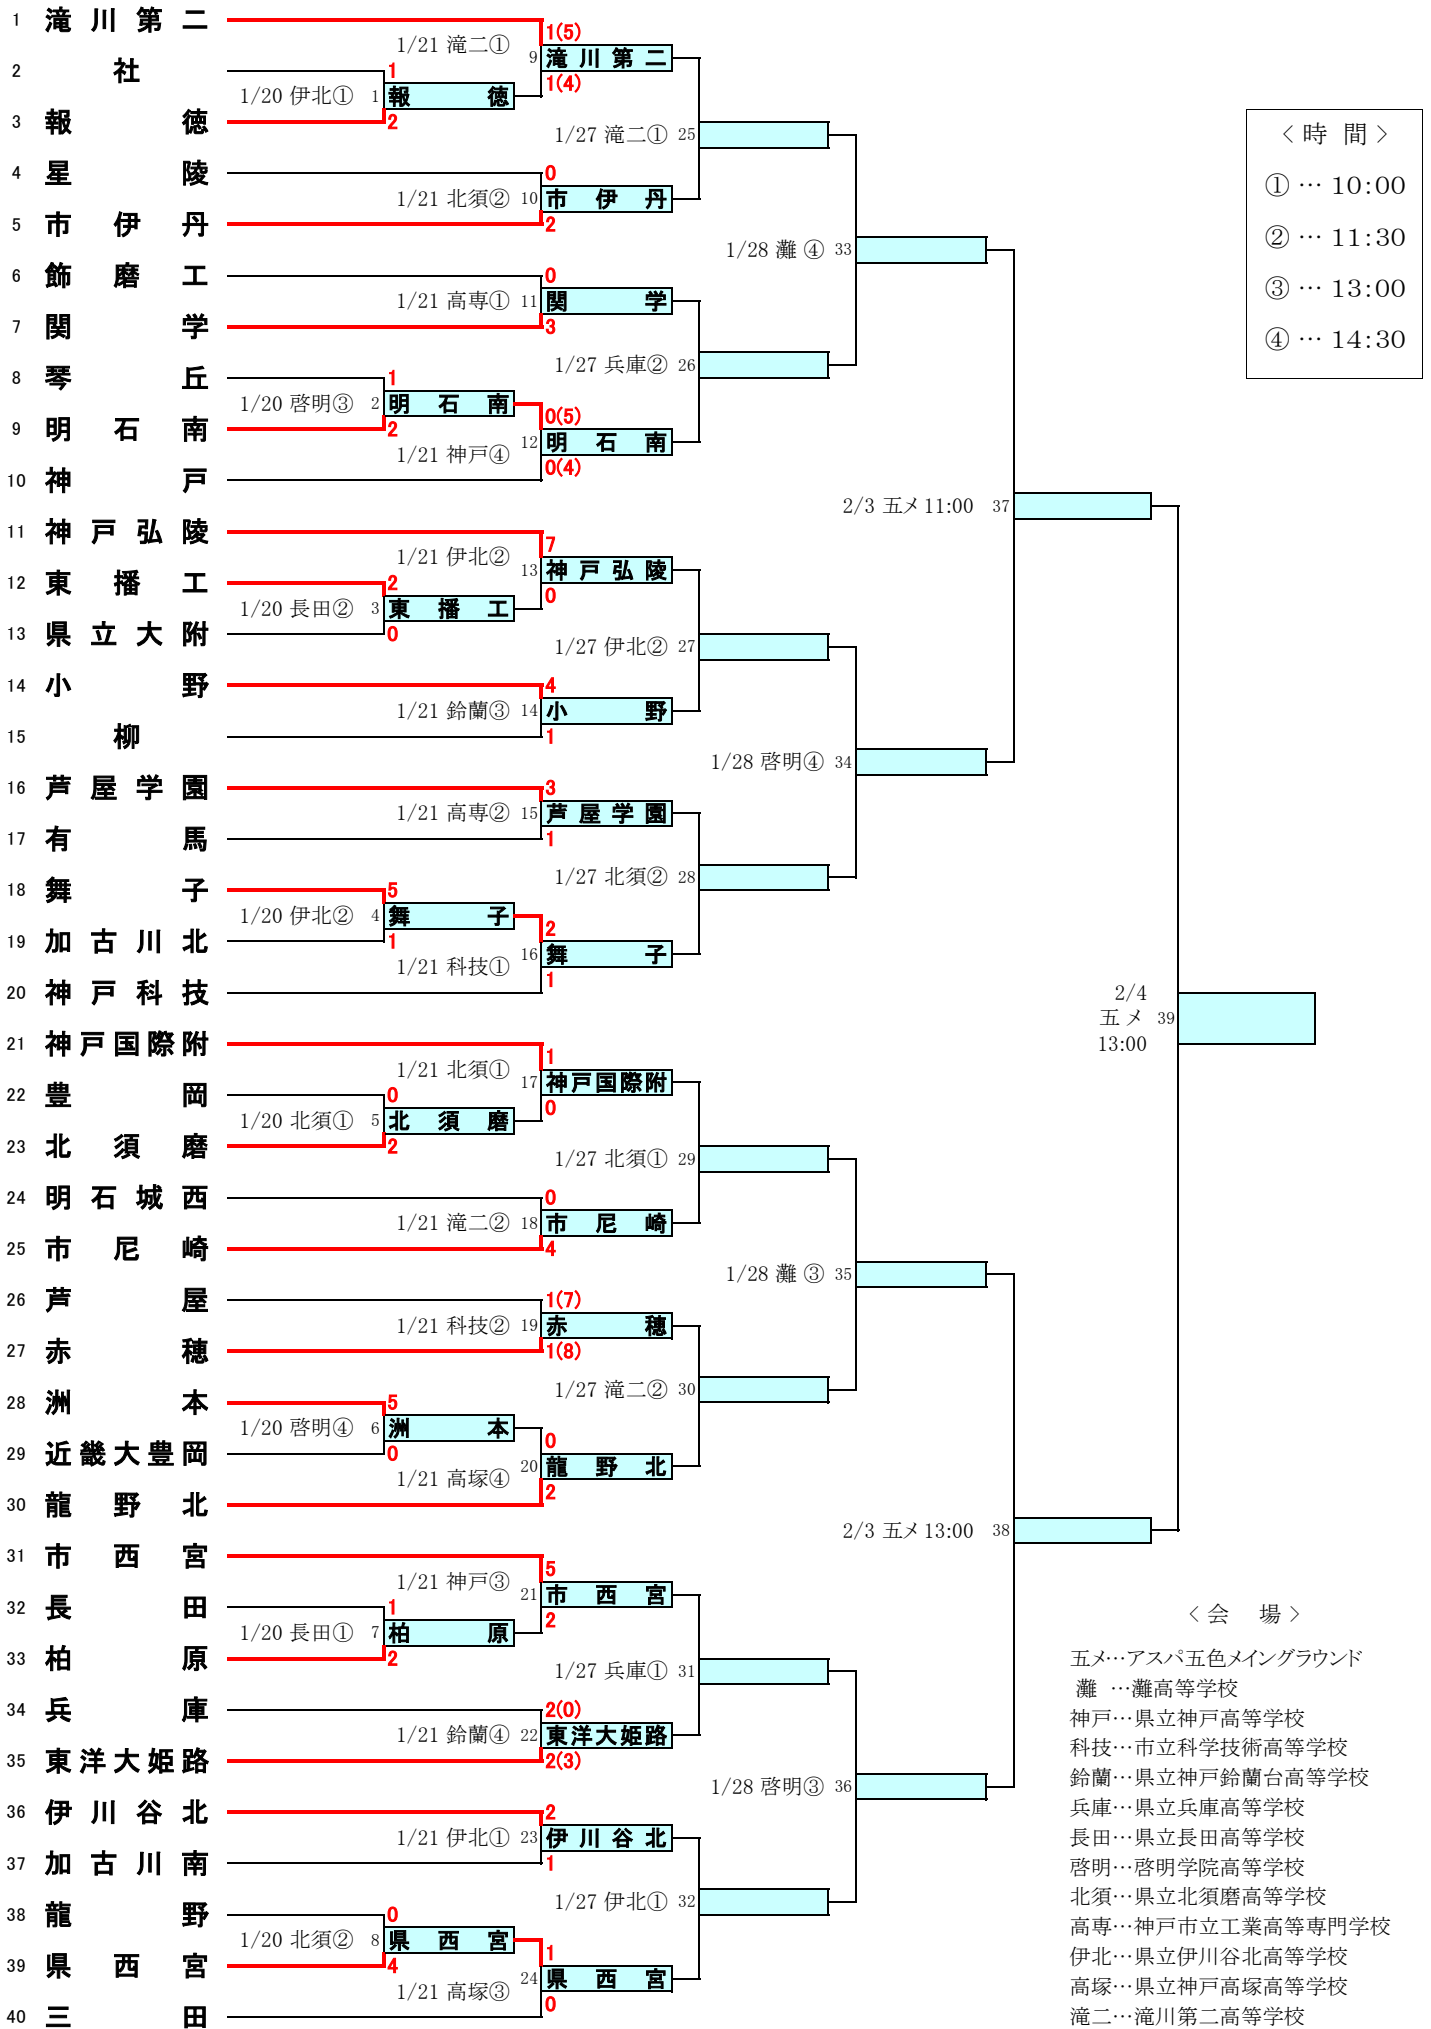 1 滝川第二
1(5)
1/21 滝二① 9 滝川第二
2 社
1
1(4)
1/20 伊北① 1 報徳
3 報徳
2
1/27 滝二① 25
4 星陵
0
1/21 北須② 10 市伊丹
5 市伊丹
2
1/28 灘 ④ 33
6 飾磨工
0
1/21 高専① 11 関学
7 関学
3
1/27 兵庫② 26
8 琴丘
1
1/20 啓明③ 2 明石南
0(5)
9 明石南
2
12 明石南
1/21 神戸④
0(4)
10 神戸
2/3 五メ 11:00 37
11 神戸弘陵
7
1/21 伊北② 13 神戸弘陵
12 東播工
2
0
1/20 長田② 3 東播工
13 県立大附
0
1/27 伊北② 27
14 小野
4
1/21 鈴蘭③ 14 小野
15 柳
1
1/28 啓明④ 34
16 芦屋学園
3
1/21 高専② 15 芦屋学園
17 有馬
1
1/27 北須② 28
18 舞子
5
1/20 伊北② 4 舞子
2
19 加古川北
1
16 舞子
1/21 科技①
1
20 神戸科技
2/4
五メ 39
13:00
21 神戸国際附
1
1/21 北須① 17 神戸国際附
22 豊岡
0
0
1/20 北須① 5 北須磨
23 北須磨
2
1/27 北須① 29
24 明石城西
0
1/21 滝二② 18 市尼崎
25 市尼崎
4
1/28 灘 ③ 35
26 芦屋
1(7)
1/21 科技② 19 赤穂
27 赤穂
1(8)
1/27 滝二② 30
28 洲本
5
1/20 啓明④ 6 洲本
0
29 近畿大豊岡
0
20 龍野北
1/21 高塚④
2
30 龍野北
2/3 五メ 13:00 38
31 市西宮
5
1/21 神戸③ 21 市西宮
32 長田
1
2
1/20 長田① 7 柏原
33 柏原
2
1/27 兵庫① 31
34 兵庫
2(0)
1/21 鈴蘭④ 22 東洋大姫路
35 東洋大姫路
2(3)
1/28 啓明③ 36
36 伊川谷北
2
1/21 伊北① 23 伊川谷北
37 加古川南
1
1/27 伊北① 32
38 龍野
0
1/20 北須② 8 県西宮
1
39 県西宮
4
24 県西宮
1/21 高塚③
0
40 三田
＜時　間＞
① … 10:00
② … 11:30
③ … 13:00
④ … 14:30
＜会　場＞
五メ…アスパ五色メイングラウンド
灘 …灘高等学校
神戸…県立神戸高等学校
科技…市立科学技術高等学校
鈴蘭…県立神戸鈴蘭台高等学校
兵庫…県立兵庫高等学校
長田…県立長田高等学校
啓明…啓明学院高等学校
北須…県立北須磨高等学校
高専…神戸市立工業高等専門学校
伊北…県立伊川谷北高等学校
高塚…県立神戸高塚高等学校
滝二…滝川第二高等学校